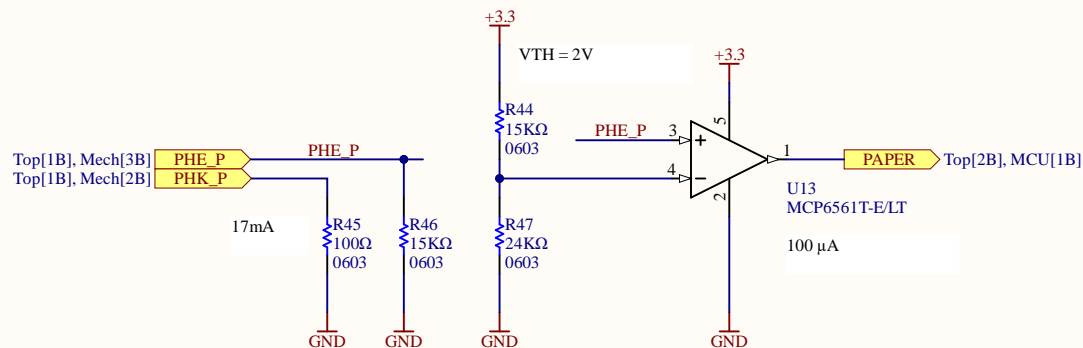 +3.3
VTH = 2V
+3.3
R44
15KΩ
0603
5
PHE_P
3
+
1
PAPER
Top[2B], MCU[1B]
Top[1B], Mech[3B]
PHE_P
PHE_P
Top[1B], Mech[2B]
PHK_P
4
−
2
U13
MCP6561T-E/LT
17mA
R45
100Ω
0603
R46
15KΩ
0603
R47
24KΩ
0603
100 µA
GND
GND
GND
GND